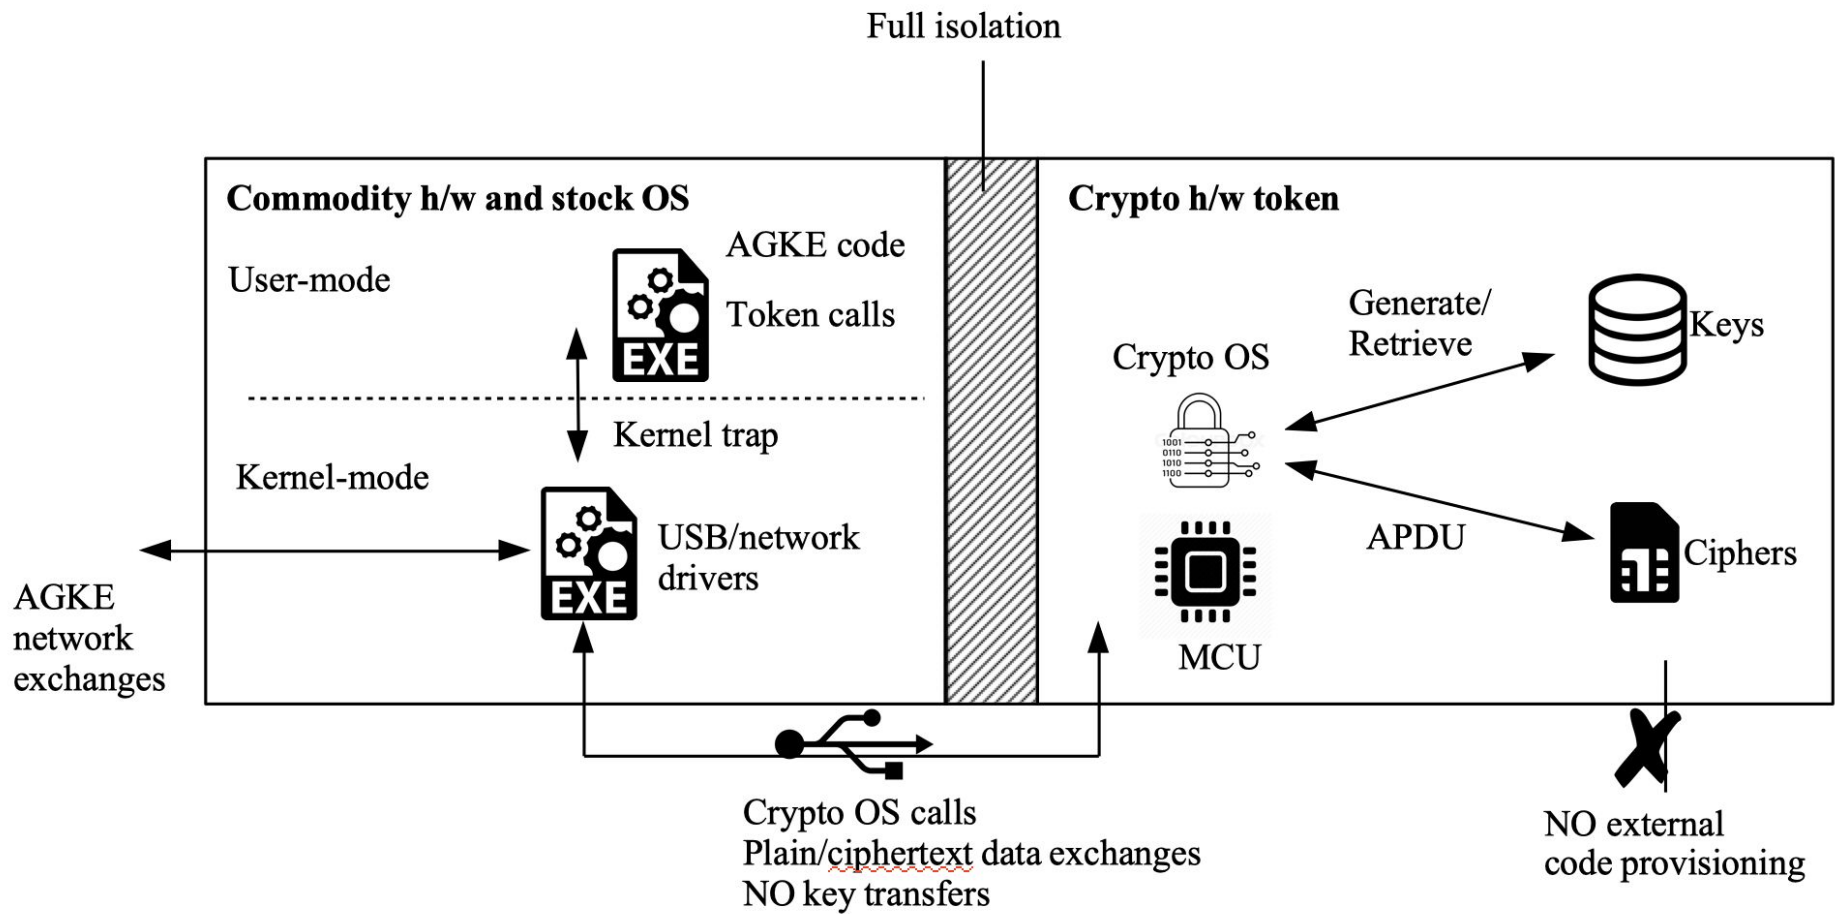 Full isolation
Commodity h/w and stock OS
User-mode
AGKE code
Token calls
EXE
Kernel trap
Kernel-mode
USB/network
drivers
EXE
AGKE
network
exchanges
Crypto h/w token
Crypto OS
1001
0110
1010
1100
MCU
Generate/
Retrieve
Keys
APDU
Ciphers
Crypto OS calls
Plain/ciphertext data exchanges
NO key transfers
NO external
code provisioning